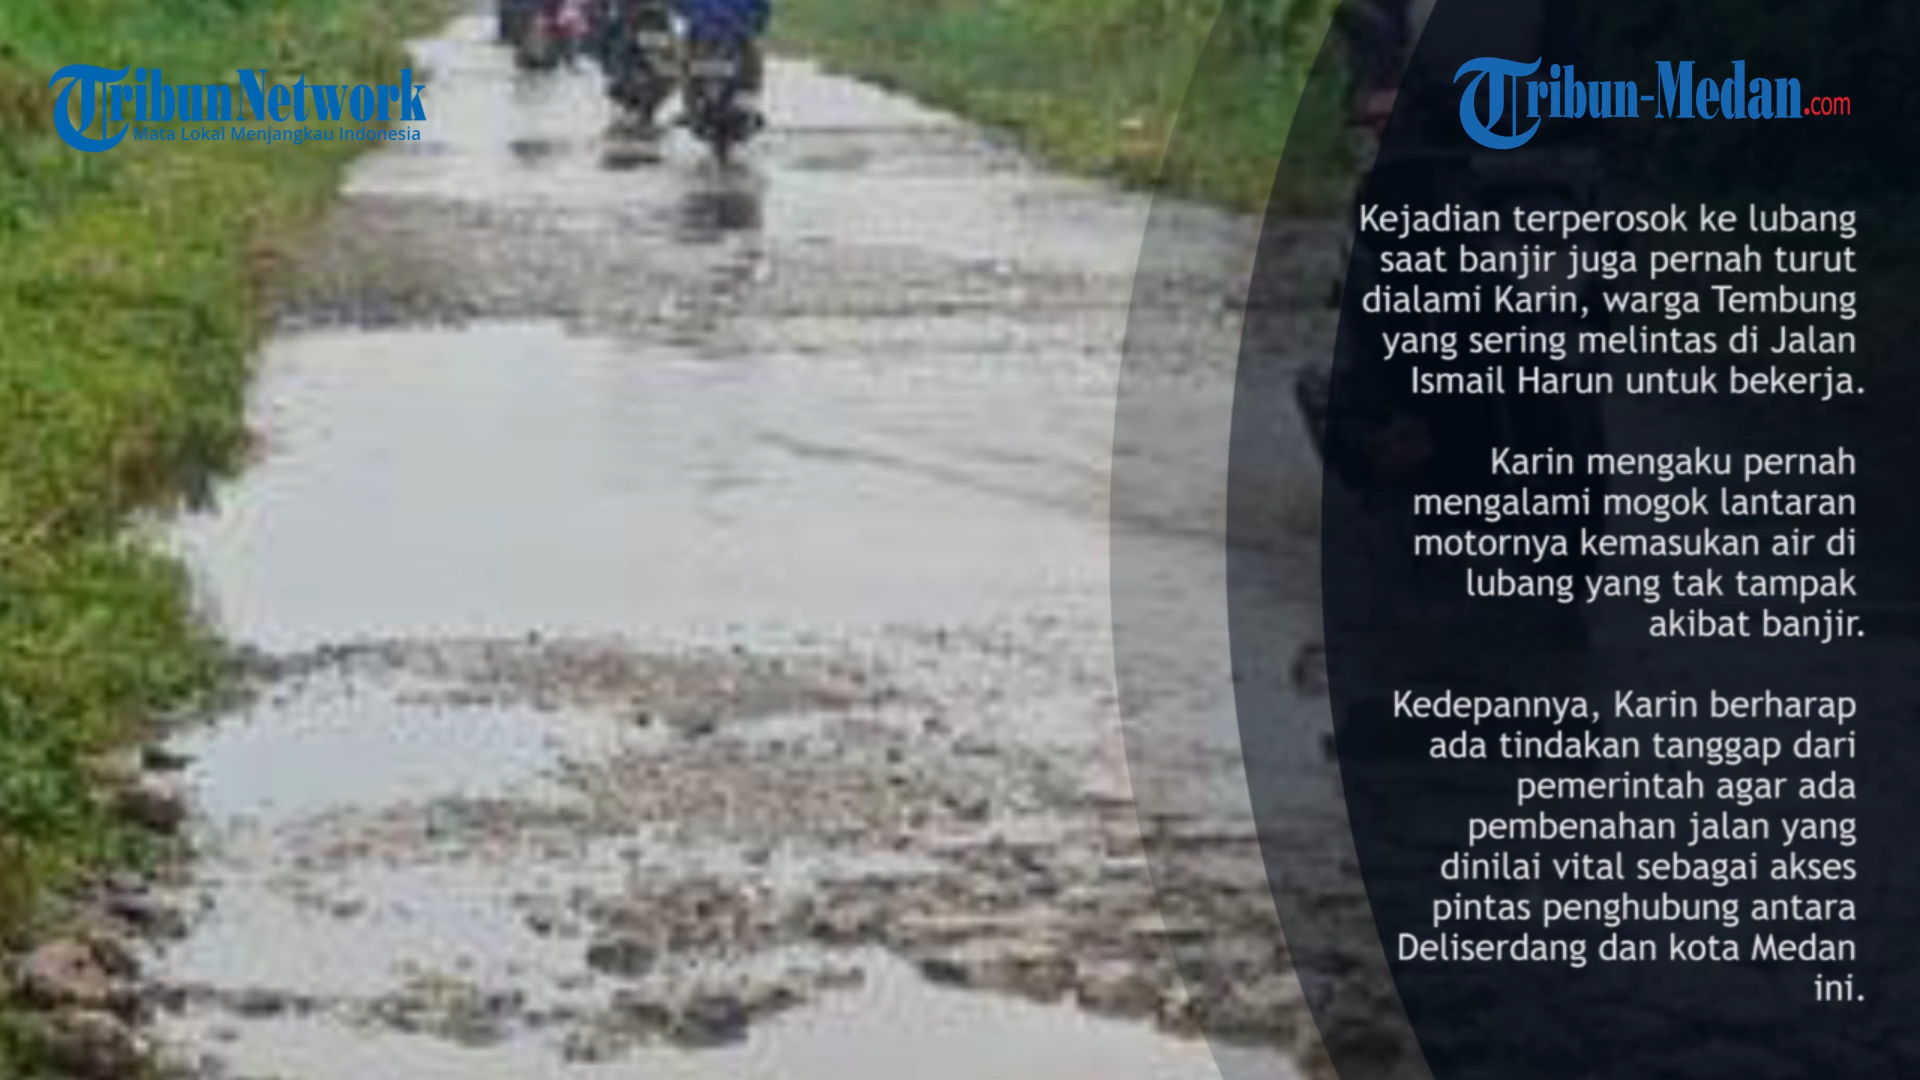 Tribun Network
Mata Lokal Menjangkau Indonesia
Tribun-Medan.com
Kejadian terperosok ke lubang
saat banjir juga pernah turut
dialami Karin, warga Tembung
yang sering melintas di Jalan
Ismail Harun untuk bekerja.
Karin mengaku pernah
mengalami mogok lantaran
motornya kemasukan air di
lubang yang tak tampak
akibat banjir.
Kedepannya, Karin berharap
ada tindakan tanggap dari
pemerintah agar ada
pembenahan jalan yang
dinilai vital sebagai akses
pintas penghubung antara
Deliserdang dan kota Medan
ini.